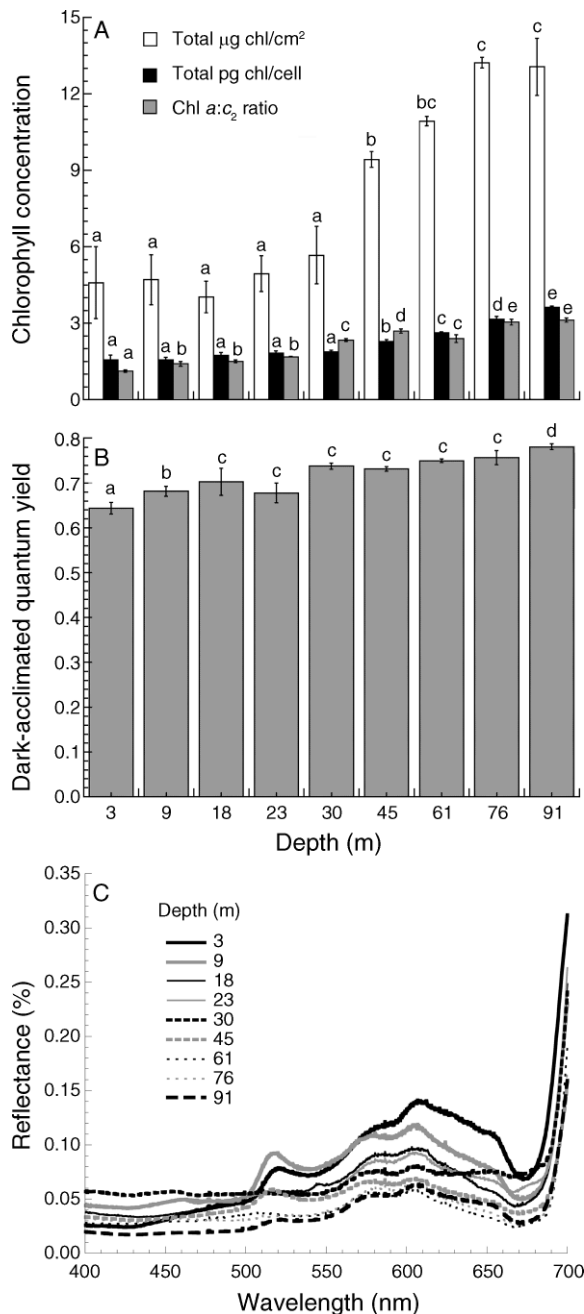 A
Total μg chl/cm²
Total pg chl/cell
Chl a:c₂ ratio
Chlorophyll concentration
15
12
9
6
3
0
a a a
a a b
a a b
a a b
a a c
b b d
bc c c
c d e
c e e
B
Dark-acclimated quantum yield
0.8
0.7
0.6
0.5
0.4
0.3
0.2
0.1
0.0
a b c c c c c c d
3 9 18 23 30 45 61 76 91
Depth (m)
C
Reflectance (%)
0.35
0.30
0.25
0.20
0.15
0.10
0.05
0.00
Depth (m)
3
9
18
23
30
45
61
76
91
400 450 500 550 600 650 700
Wavelength (nm)